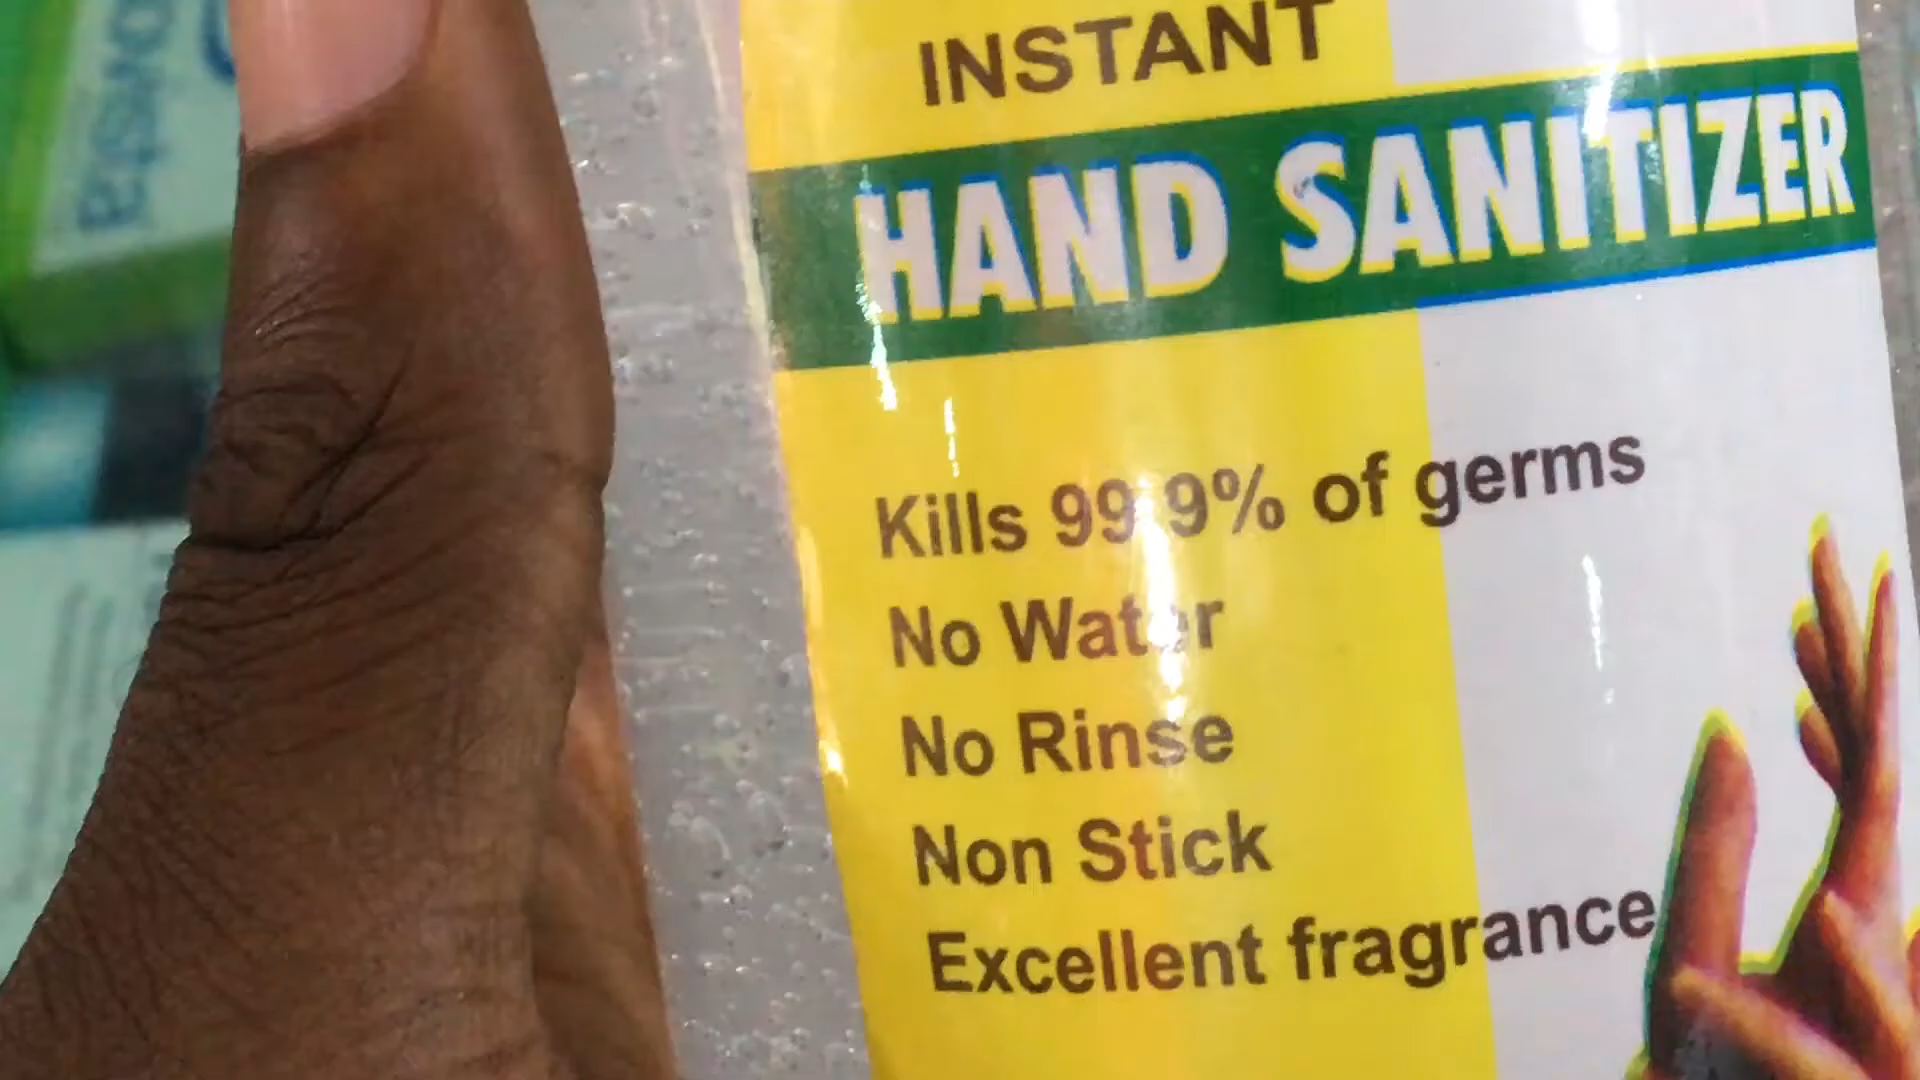 INSTANT
HAND SANITIZER
Kills 99.9% of germs
No Water
No Rinse
Non Stick
Excellent fragrance